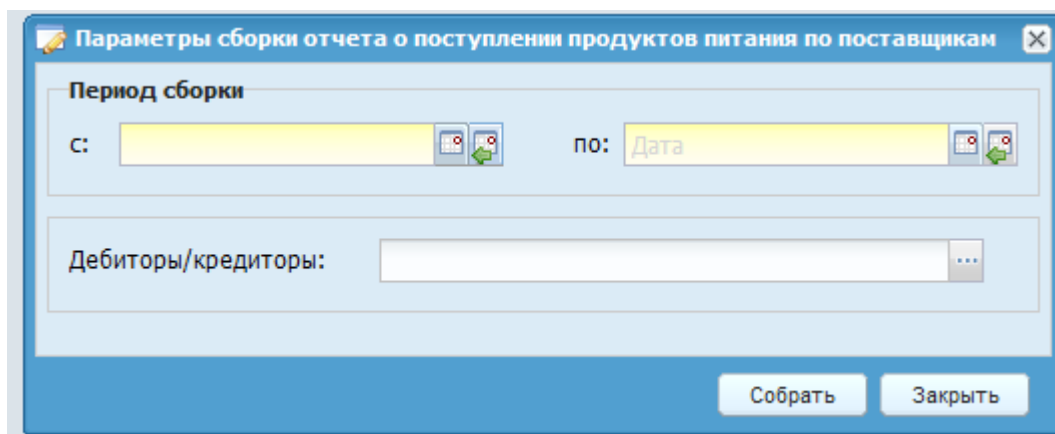 Параметры сборки отчета о поступлении продуктов питания по поставщикам
Период сборки
с: по: Дата
Дебиторы/кредиторы: ...
Собрать Закрыть